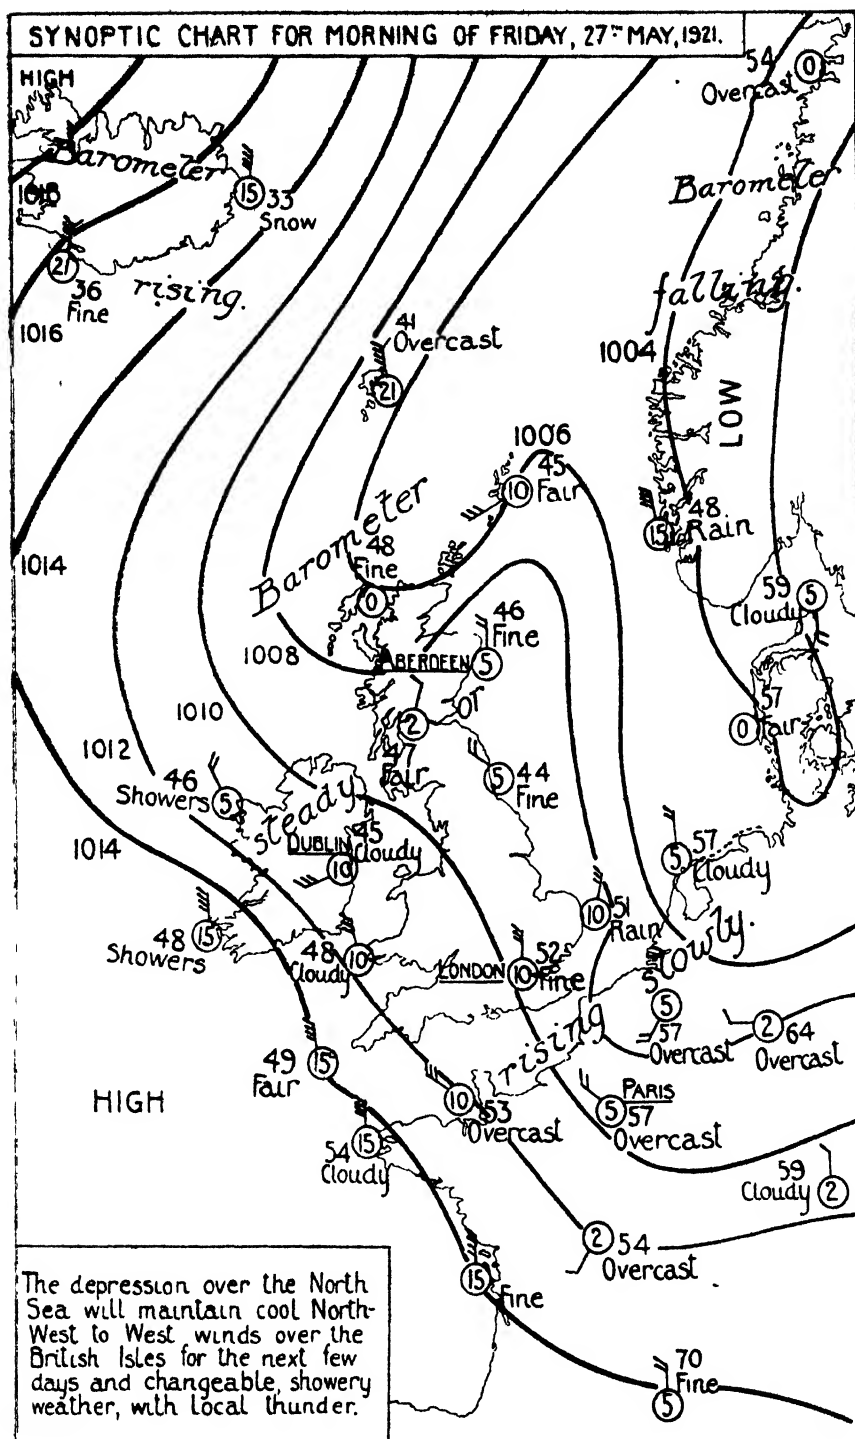 SYNOPTIC CHART FOR MORNING OF FRIDAY, 27TH MAY, 1921.
HIGH
54
Overcast
0
Barometer
Barometer
15
33
Snow
21
36
Fine
rising.
falling.
1016
41
Overcast
1004
21
LOW
1006
45
10
Fair
48
Rain
15
Barometer
48
Fine
0
1014
59
Cloudy
5
46
Fine
1008
ABERDEEN
5
1010
2
47
Fair
57
Fair
0
1012
46
Showers
5
5
44
Fine
steady
1014
DUBLIN
45
Cloudy
10
57
5
Cloudy
48
Showers
15
10
51
Rain
48
Cloudy
10
LONDON
10
52
Fine
slowly.
5
57
Overcast
2
64
Overcast
rising
49
Fair
15
HIGH
10
53
Overcast
PARIS
5
57
Overcast
54
Cloudy
15
59
Cloudy
2
2
54
Overcast
15
Fine
70
Fine
5
The depression over the North
Sea will maintain cool North-
West to West winds over the
British Isles for the next few
days and changeable, showery
weather, with local thunder.